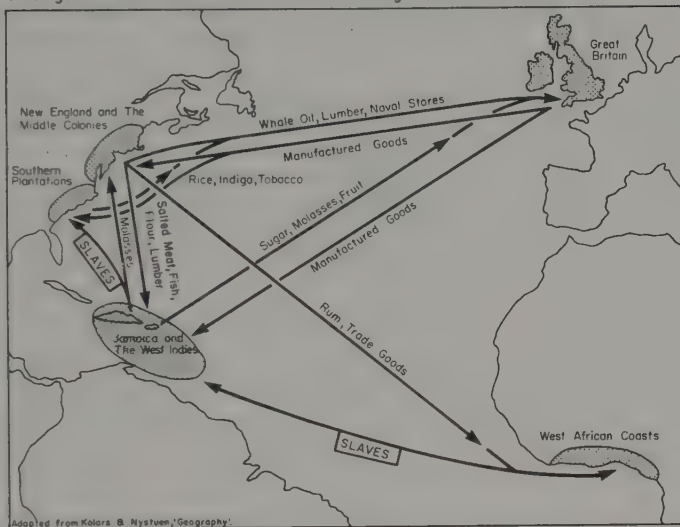 Great
Britain
New England and The
Middle Colonies
Whale Oil, Lumber, Naval Stores
Manufactured Goods
Southern
Plantations
Rice, Indigo, Tobacco
Sugar, Molasses, Fruit
Manufactured Goods
Molasses
Salted Meat, Fish,
Flour, Lumber
SLAVES
Jamaica and
The West Indies
Rum, Trade Goods
SLAVES
West African Coasts
Adapted from Kolars & Nystuen,'Geography'.